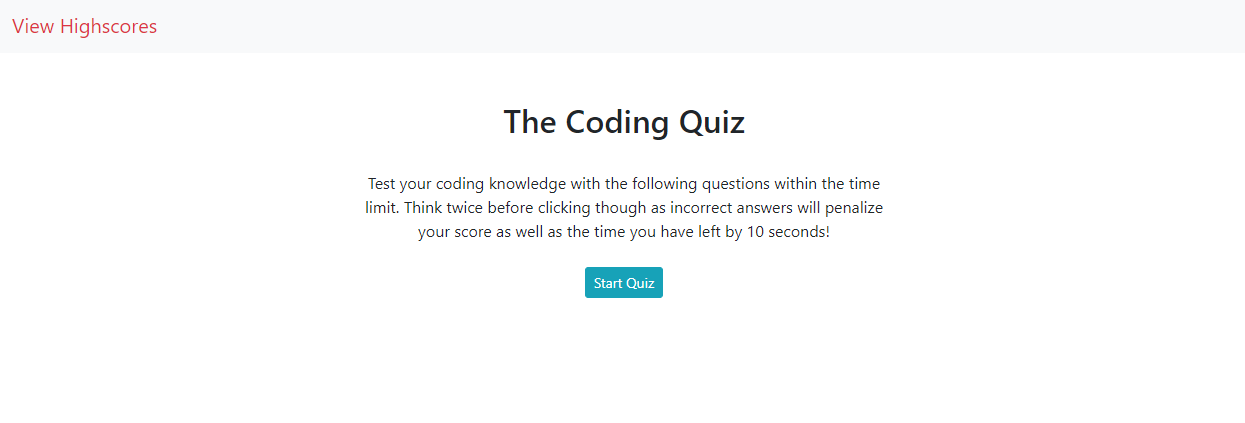 View Highscores
The Coding Quiz
Test your coding knowledge with the following questions within the time
limit. Think twice before clicking though as incorrect answers will penalize
your score as well as the time you have left by 10 seconds!
Start Quiz